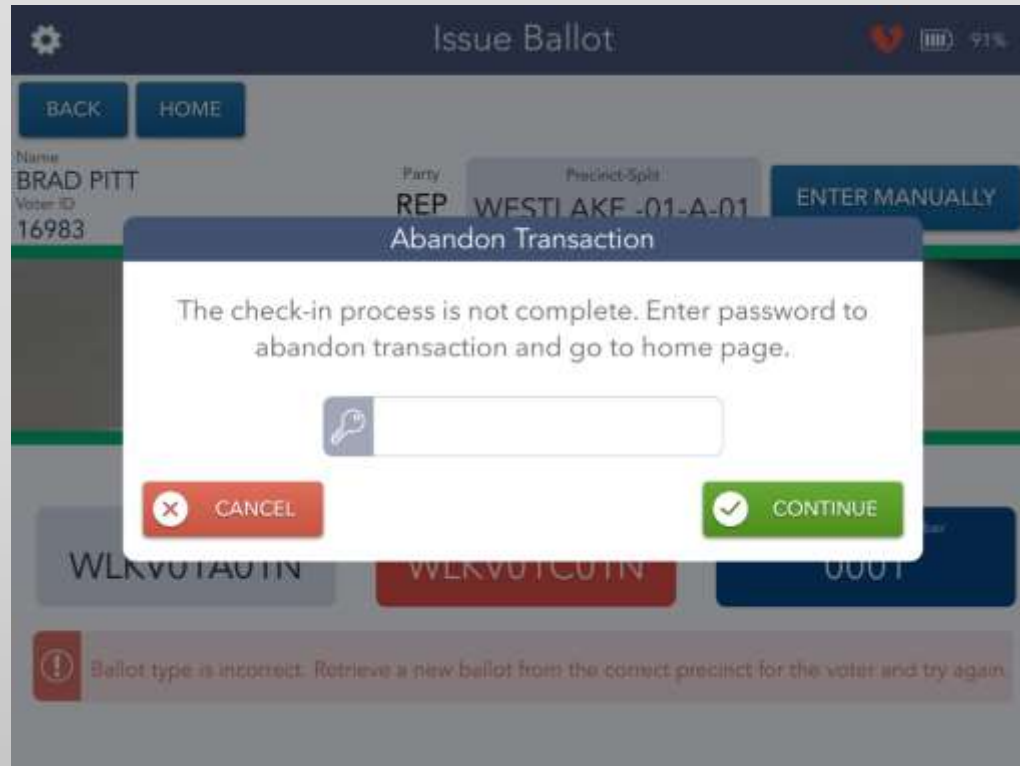 Issue Ballot
91%
BACK
HOME
Name
BRAD PITT
Voter ID
16983
Party
REP
Precinct-Split
WESTLAKE -01-A-01
ENTER MANUALLY
Abandon Transaction
The check-in process is not complete. Enter password to
abandon transaction and go to home page.
CANCEL
CONTINUE
WLKV01A01N
WLKV01C01N
0001
Ballot type is incorrect. Retrieve a new ballot from the correct precinct for the voter and try again.